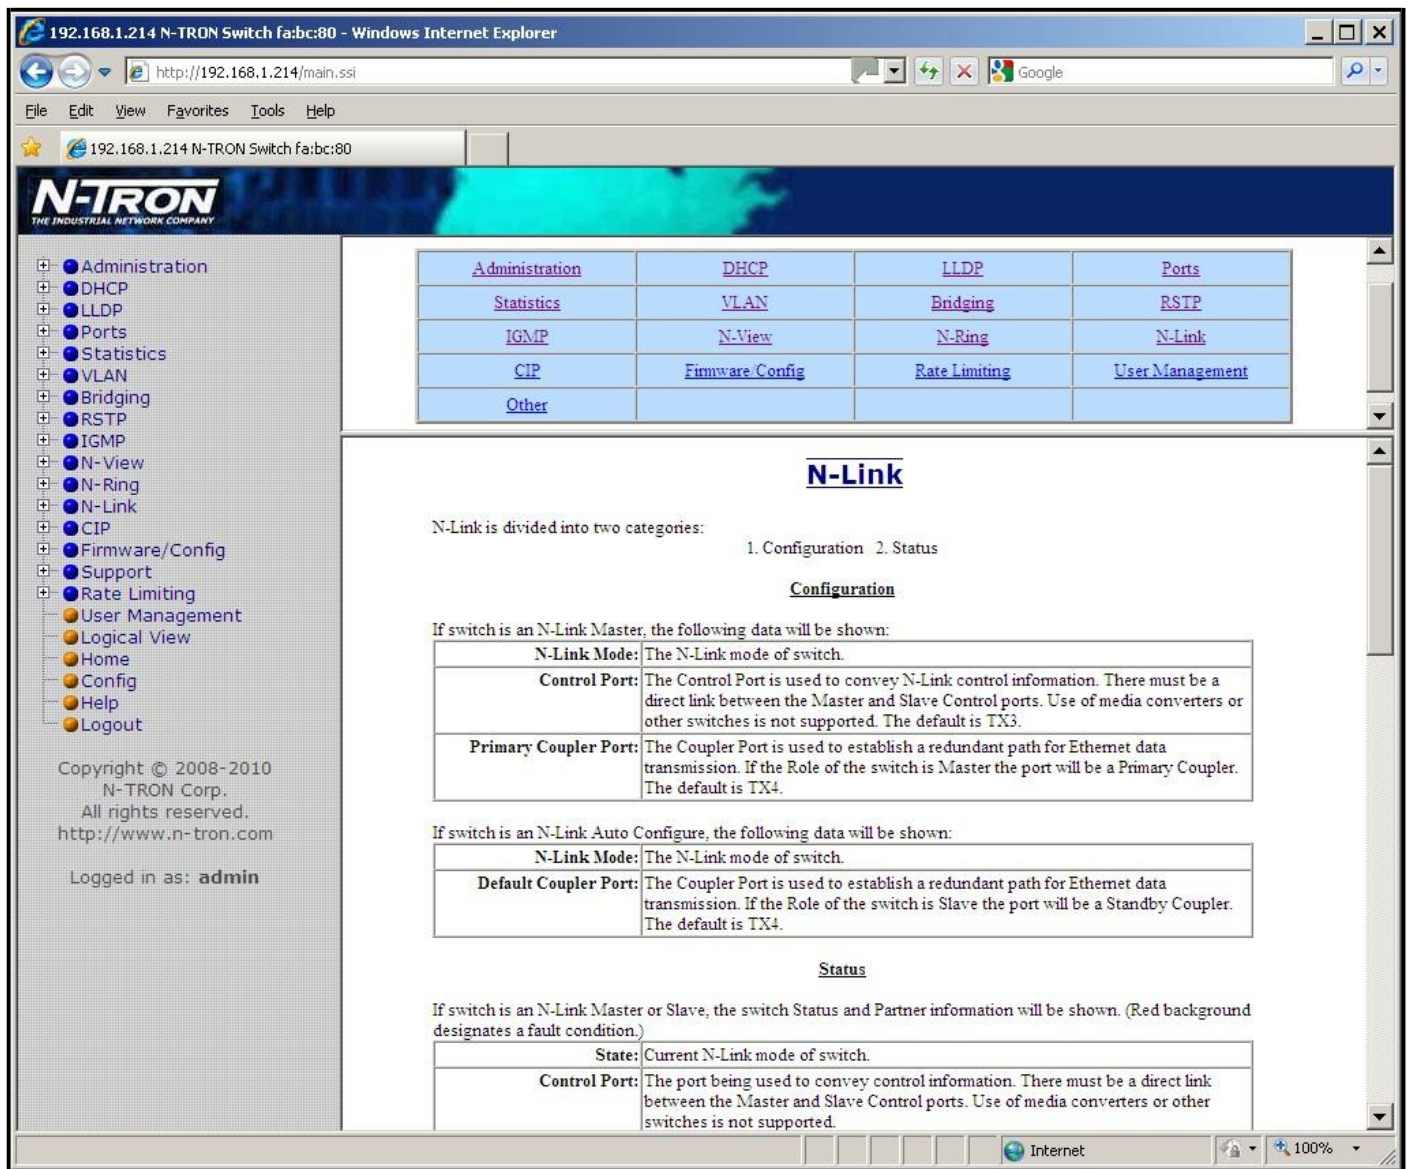 192.168.1.214 N-TRON Switch fa:bc:80 - Windows Internet Explorer
http://192.168.1.214/main.ssi
Google
File Edit View Favorites Tools Help
192.168.1.214 N-TRON Switch fa:bc:80
N-TRON
THE INDUSTRIAL NETWORK COMPANY
Administration
DHCP
LLDP
Ports
Statistics
VLAN
Bridging
RSTP
IGMP
N-View
N-Ring
N-Link
CIP
Firmware/Config
Support
Rate Limiting
User Management
Logical View
Home
Config
Help
Logout
Copyright © 2008-2010
N-TRON Corp.
All rights reserved.
http://www.n-tron.com
Logged in as: admin
Administration DHCP LLDP Ports
Statistics VLAN Bridging RSTP
IGMP N-View N-Ring N-Link
CIP Firmware/Config Rate Limiting User Management
Other
N-Link
N-Link is divided into two categories:
1. Configuration 2. Status
Configuration
If switch is an N-Link Master, the following data will be shown:
N-Link Mode: The N-Link mode of switch.
Control Port: The Control Port is used to convey N-Link control information. There must be a
direct link between the Master and Slave Control ports. Use of media converters or
other switches is not supported. The default is TX3.
Primary Coupler Port: The Coupler Port is used to establish a redundant path for Ethernet data
transmission. If the Role of the switch is Master the port will be a Primary Coupler.
The default is TX4.
If switch is an N-Link Auto Configure, the following data will be shown:
N-Link Mode: The N-Link mode of switch.
Default Coupler Port: The Coupler Port is used to establish a redundant path for Ethernet data
transmission. If the Role of the switch is Slave the port will be a Standby Coupler.
The default is TX4.
Status
If switch is an N-Link Master or Slave, the switch Status and Partner information will be shown. (Red background
designates a fault condition.)
State: Current N-Link mode of switch.
Control Port: The port being used to convey control information. There must be a direct link
between the Master and Slave Control ports. Use of media converters or other
switches is not supported.
Internet
100%